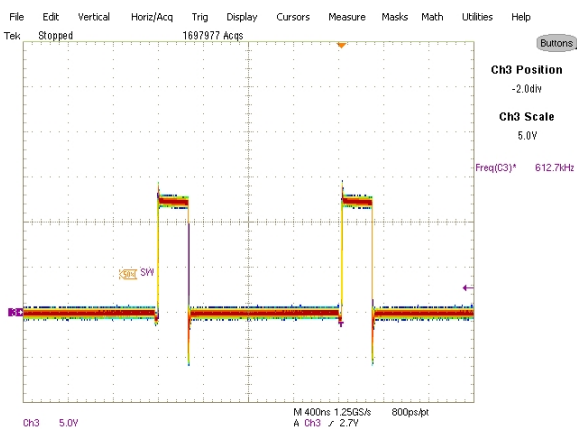 File Edit Vertical Horiz/Acq Trig Display Cursors Measure Masks Math Utilities Help
Tek Stopped 1697977 Acqs
Buttons
Ch3 Position
-2.0div
Ch3 Scale
5.0V
Freq(C3)* 612.7kHz
SW
M 400ns 1.25GS/s 800ps/pt
Ch3 5.0V A Ch3 / 2.7V